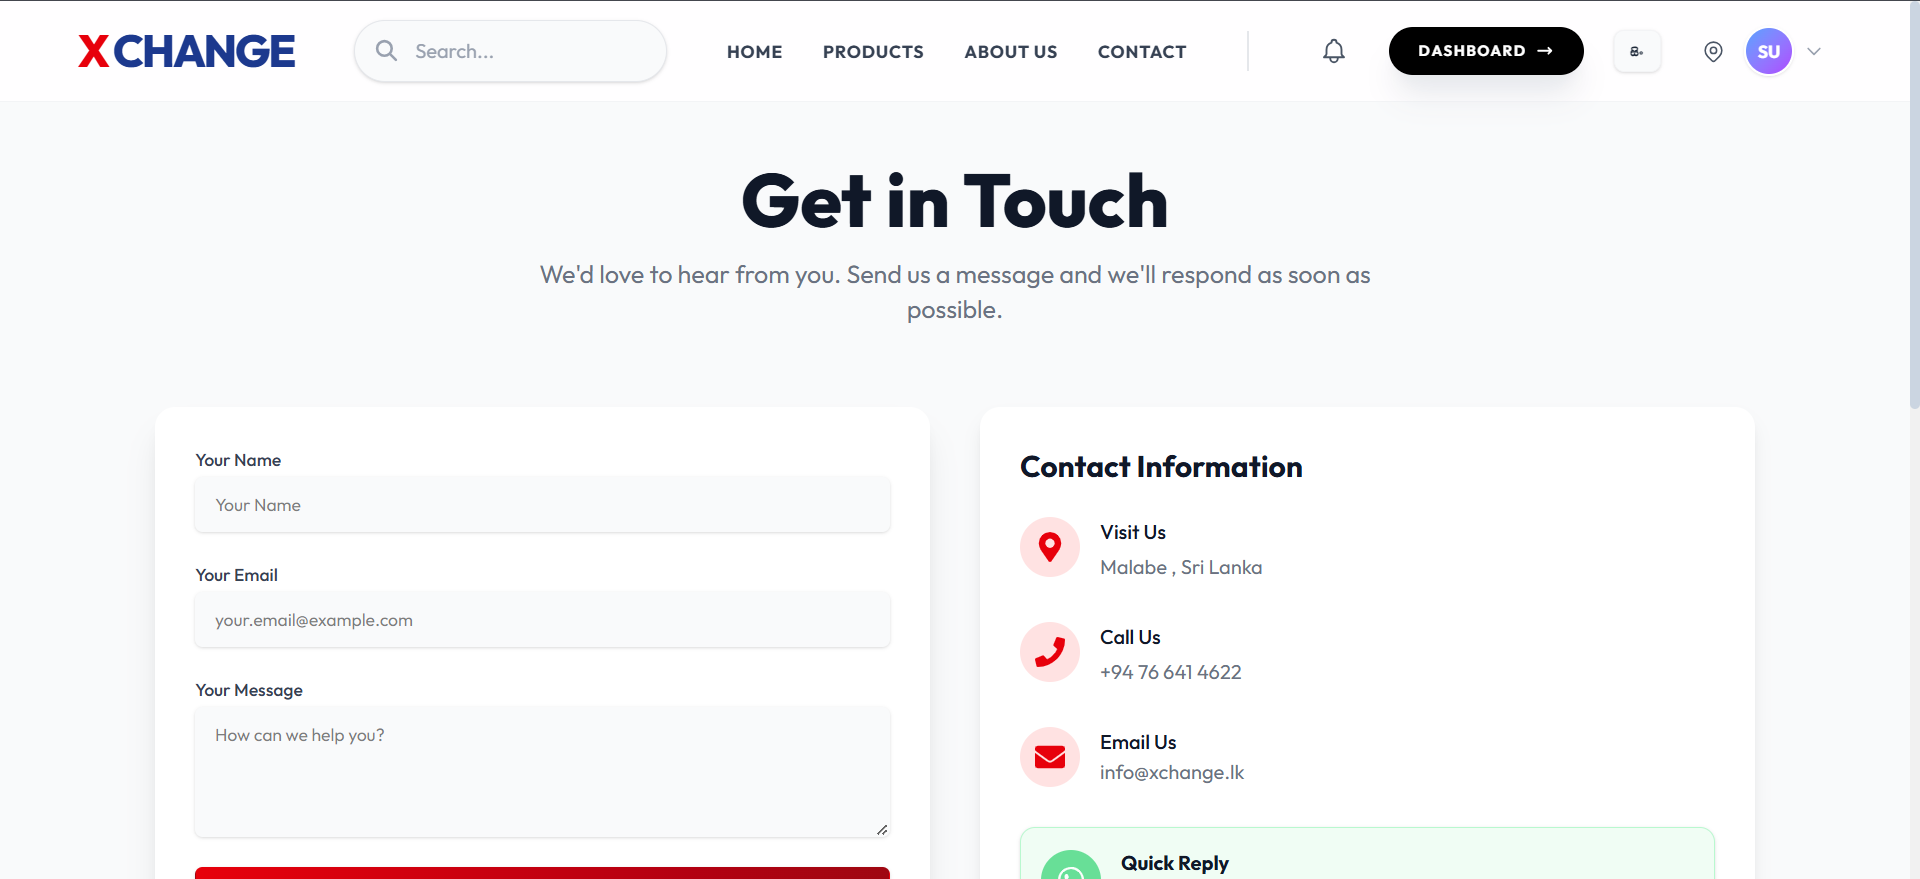 XCHANGE
Search...
HOME
PRODUCTS
ABOUT US
CONTACT
DASHBOARD →
SU
Get in Touch
We'd love to hear from you. Send us a message and we'll respond as soon as
possible.
Your Name
Your Name
Your Email
your.email@example.com
Your Message
How can we help you?
Contact Information
Visit Us
Malabe , Sri Lanka
Call Us
+94 76 641 4622
Email Us
info@xchange.lk
Quick Reply